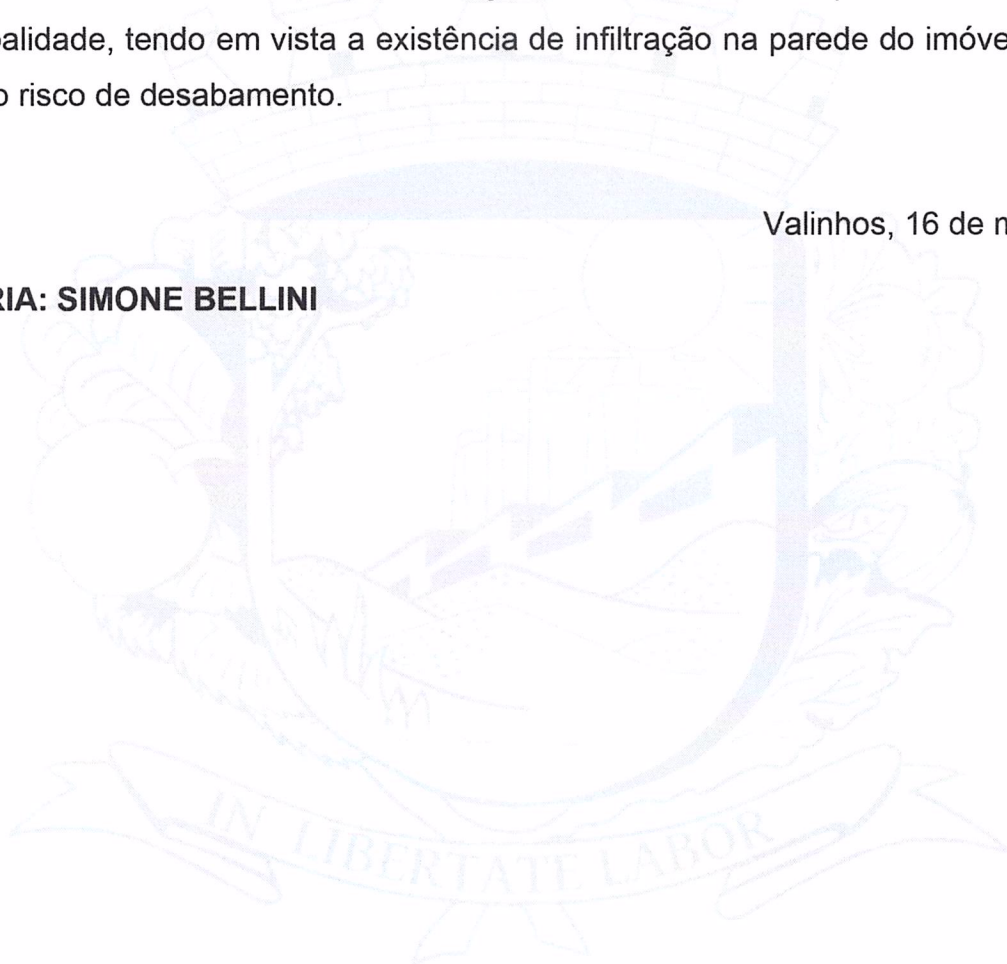 alidade, tendo em vista a existência de infiltração na parede do imóve
o risco de desabamento.
Valinhos, 16 de
RIA: SIMONE BELLINI
IN LIBERTATE LABOR